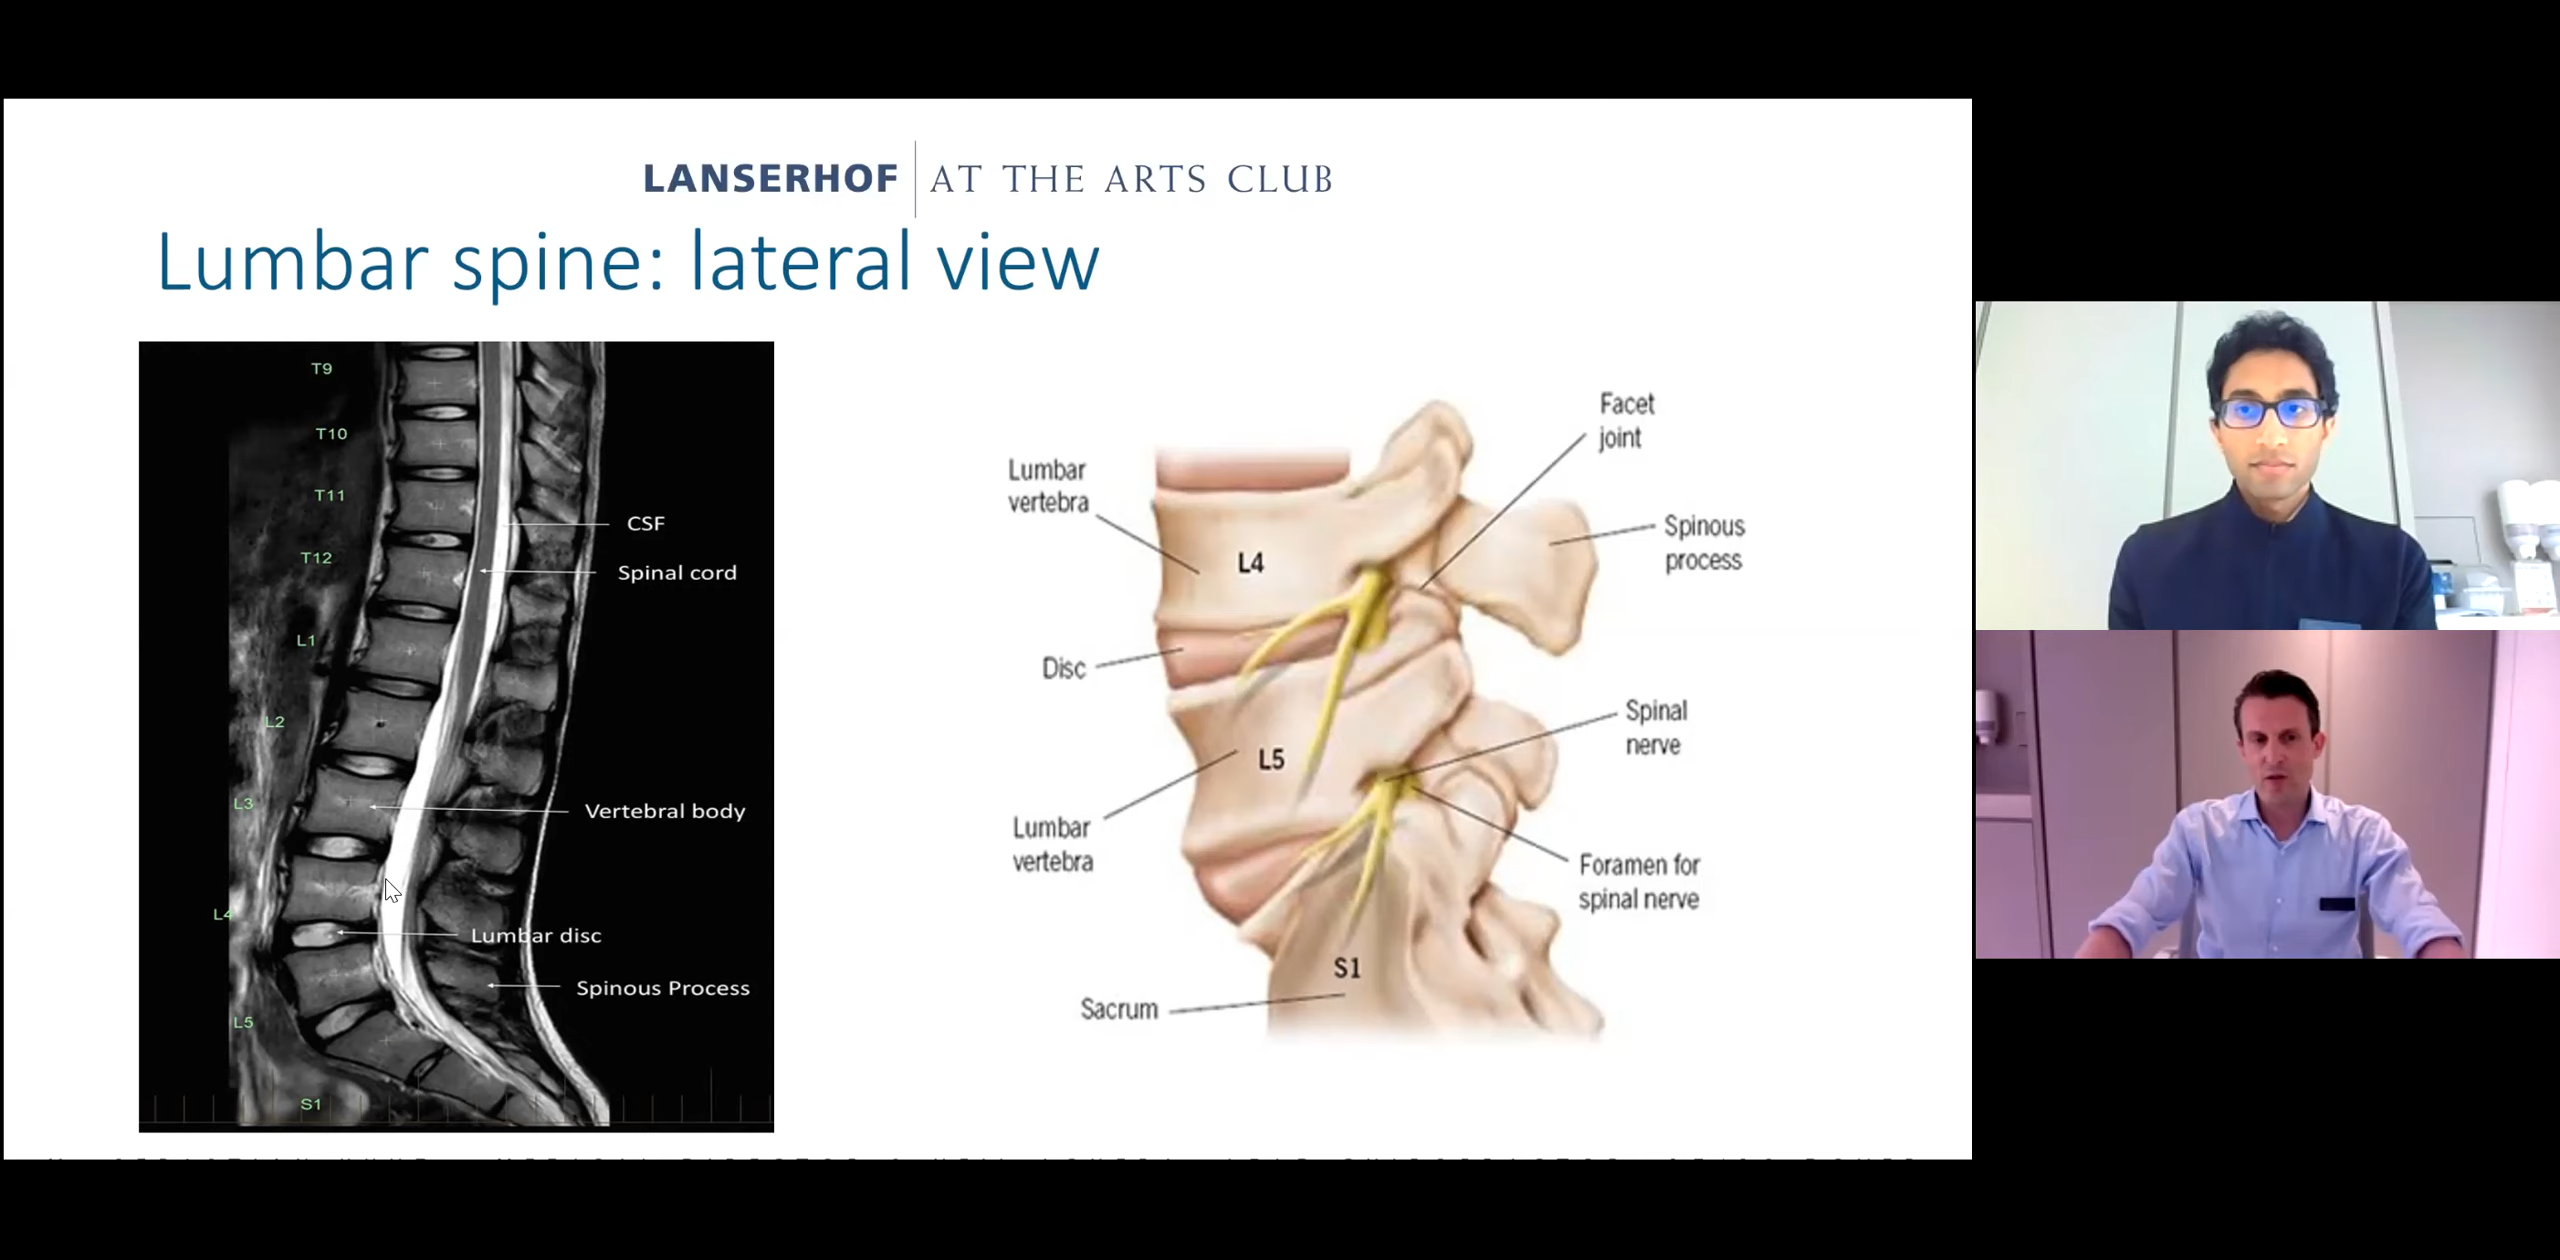 LANSERHOF AT THE ARTS CLUB
Lumbar spine: lateral view
T9
T10
T11
T12
L1
L2
L3
L4
L5
S1
CSF
Spinal cord
Vertebral body
Lumbar disc
Spinous Process
Facet
joint
Lumbar
vertebra
Spinous
process
L4
Disc
Spinal
nerve
L5
Lumbar
vertebra
Foramen for
spinal nerve
S1
Sacrum